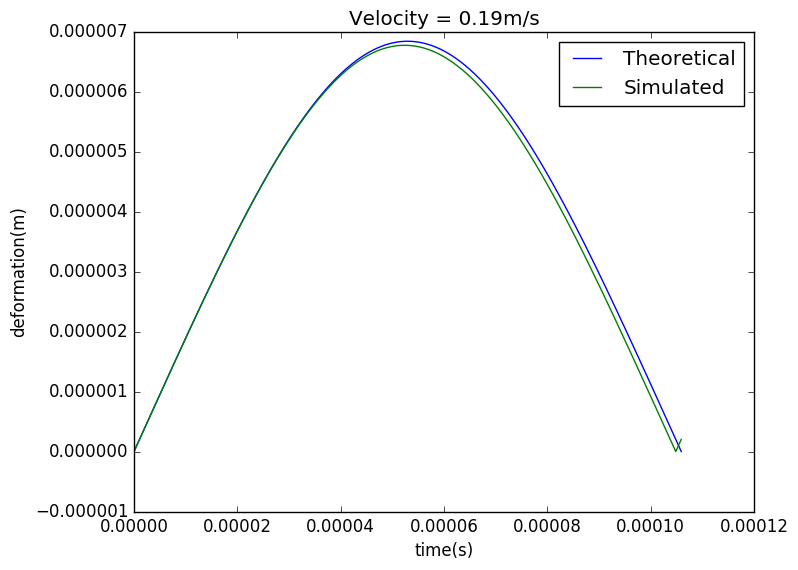 Velocity = 0.19m/s
Theoretical
Simulated
0.000007
0.000006
0.000005
0.000004
0.000003
0.000002
0.000001
0.000000
−0.000001
deformation(m)
0.00000 0.00002 0.00004 0.00006 0.00008 0.00010 0.00012
time(s)